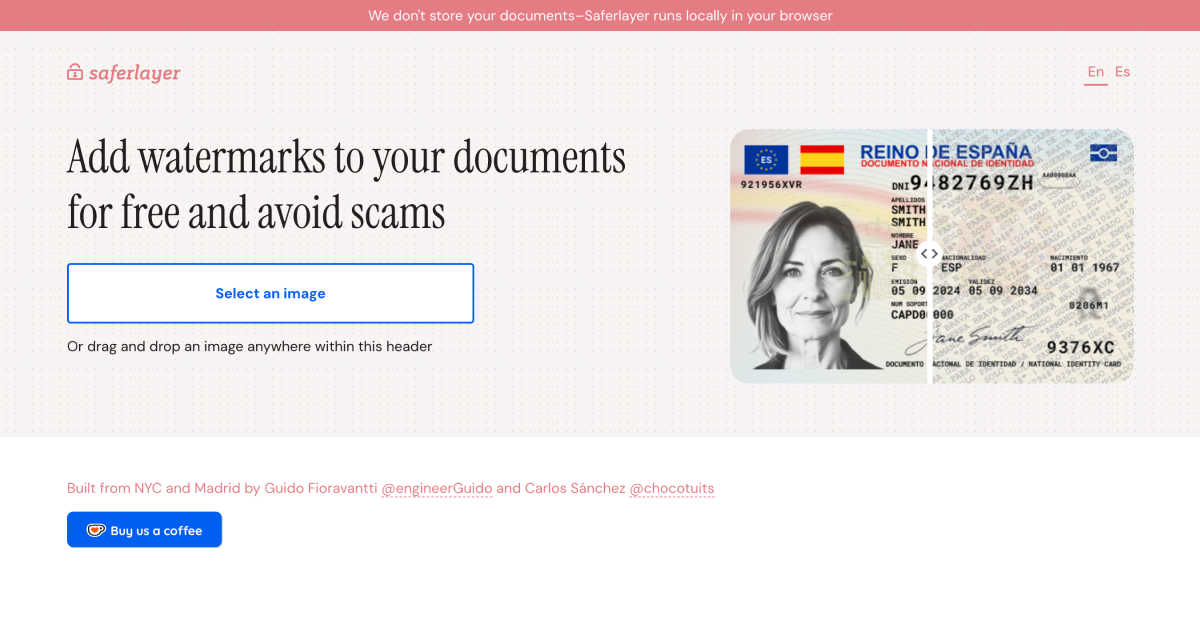 We don't store your documents–Saferlayer runs locally in your browser
saferlayer
En Es
Add watermarks to your documents
for free and avoid scams
Select an image
Or drag and drop an image anywhere within this header
ES
REINO DE ESPAÑA
DOCUMENTO NACIONAL DE IDENTIDAD
921956XVR
DNI 9482769ZH
APELLIDOS
SMITH
SMITH
NOMBRE
JANE
SEXO
F
NACIONALIDAD
ESP
NACIMIENTO
01 01 1967
EMISIÓN
05 09 2024
VALIDEZ
05 09 2034
NUM SOPORT
0206M1
Jane Smith
9376XC
DOCUMENTO NACIONAL DE IDENTIDAD / NATIONAL IDENTITY CARD
Built from NYC and Madrid by Guido Fioravantti @engineerGuido and Carlos Sánchez @chocotuits
Buy us a coffee